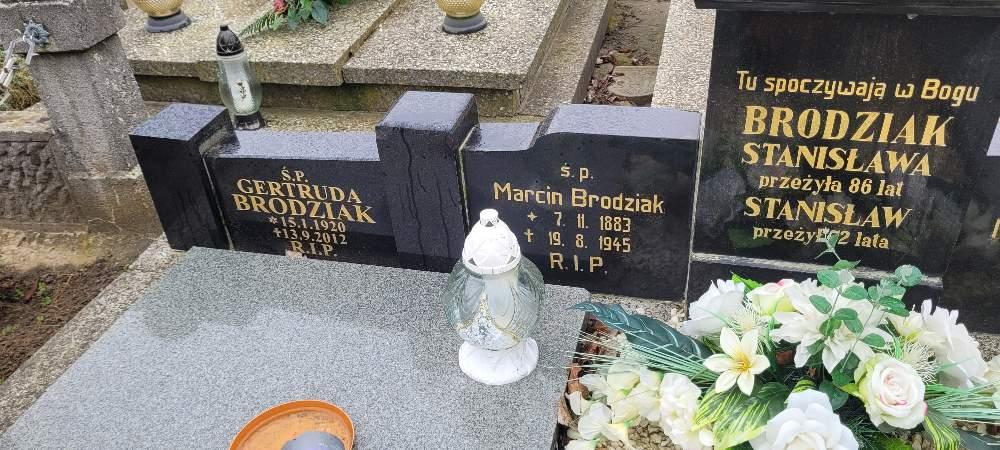 Ś.P.
GERTRUDA
BRODZIAK
*15.1.1920
†13.9.2012
R.I.P.
ś.p.
Marcin Brodziak
+ 7.11.1883
† 19.8.1945
R.I.P.
Tu spoczywają w Bogu
BRODZIAK
STANISŁAWA
przeżyła 86 lat
STANISŁAW
lata